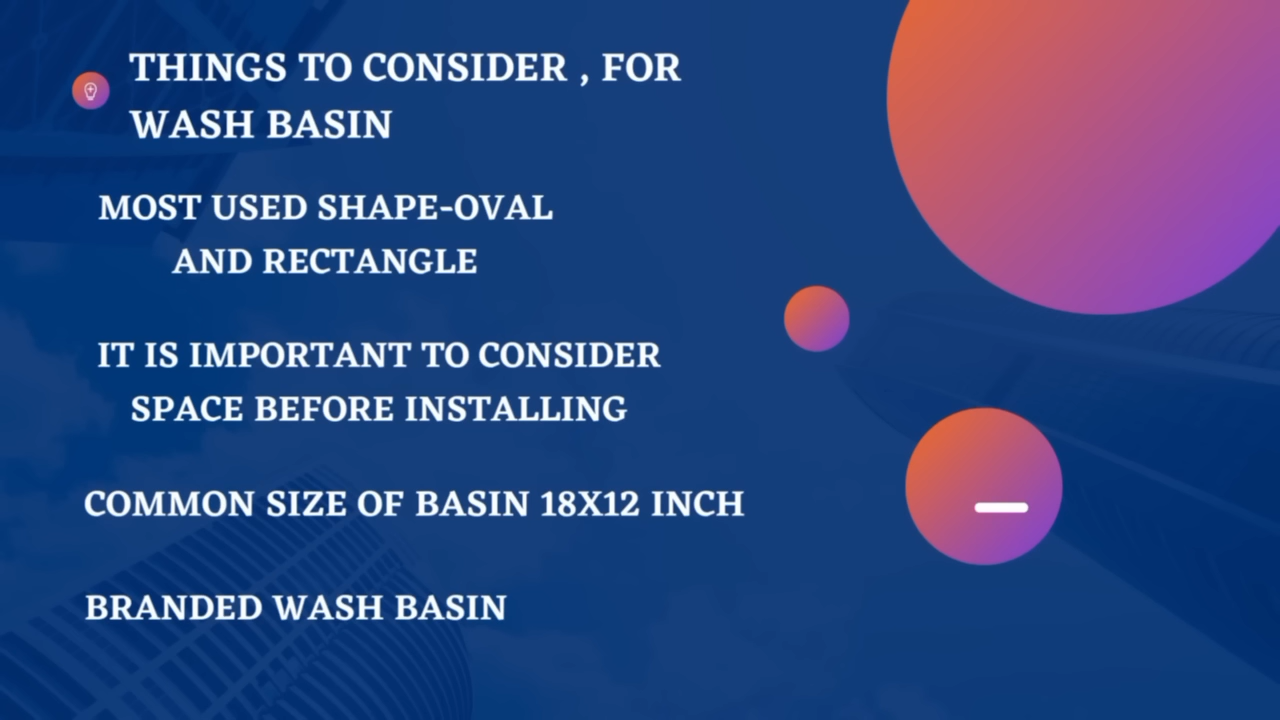 THINGS TO CONSIDER , FOR
WASH BASIN
MOST USED SHAPE-OVAL
AND RECTANGLE
IT IS IMPORTANT TO CONSIDER
SPACE BEFORE INSTALLING
COMMON SIZE OF BASIN 18X12 INCH
BRANDED WASH BASIN